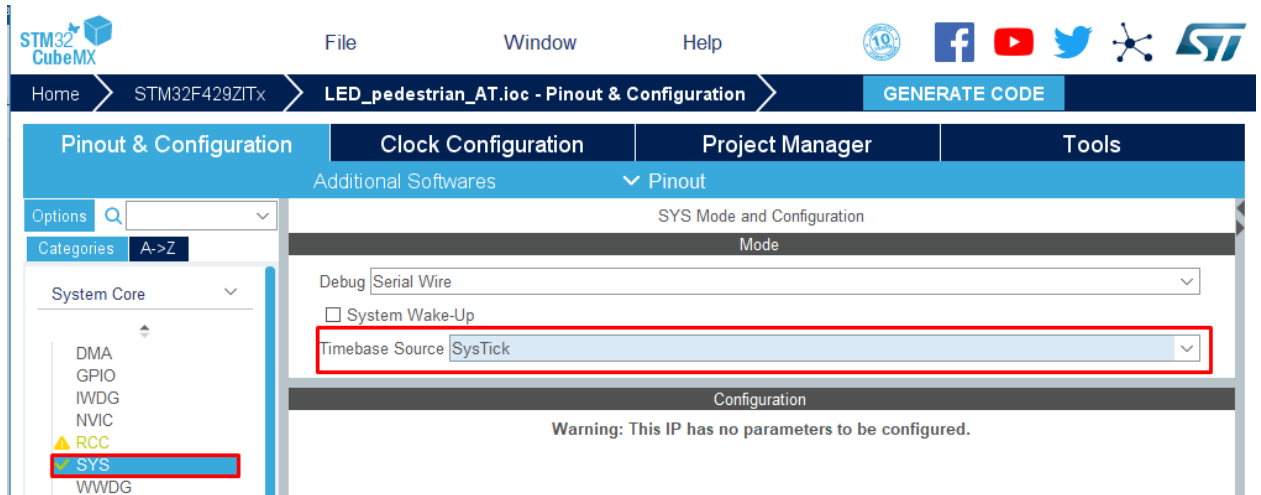 STM32
CubeMX
File
Window
Help
10
Home
STM32F429ZITx
LED_pedestrian_AT.ioc - Pinout & Configuration
GENERATE CODE
Pinout & Configuration
Clock Configuration
Project Manager
Tools
Additional Softwares
Pinout
Options
Categories
A->Z
System Core
DMA
GPIO
IWDG
NVIC
RCC
SYS
WWDG
SYS Mode and Configuration
Mode
Debug Serial Wire
System Wake-Up
Timebase Source SysTick
Configuration
Warning: This IP has no parameters to be configured.